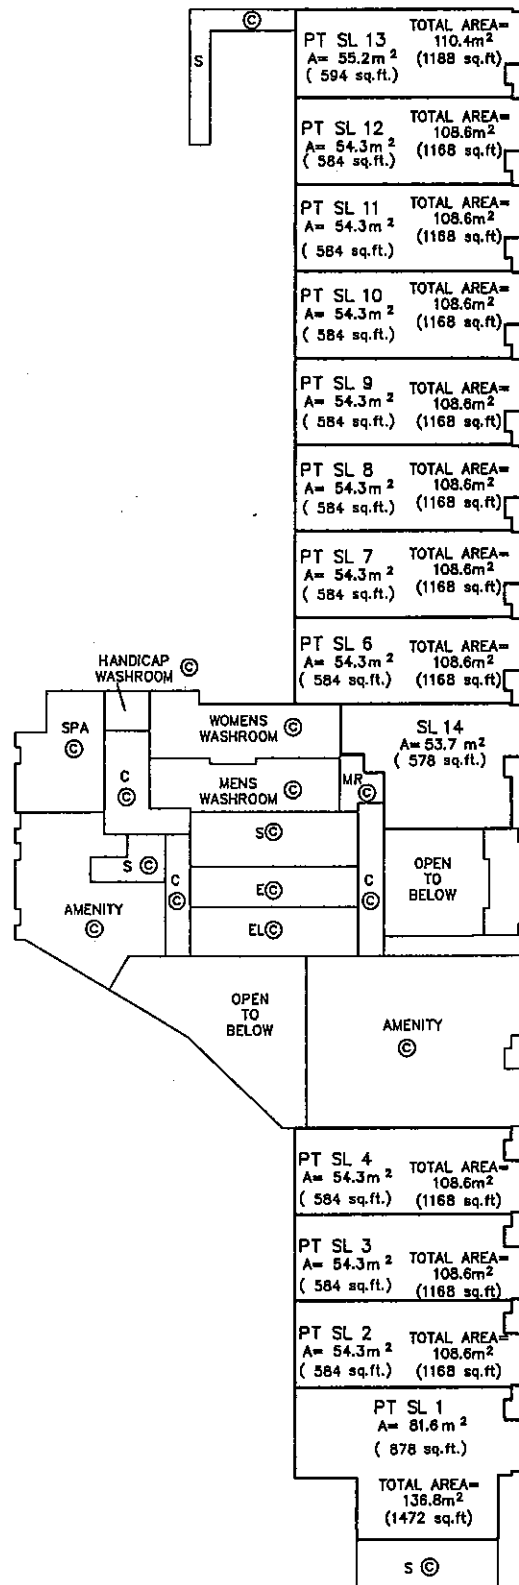 ©
S
PT SL 13
A= 55.2m²
( 594 sq.ft.)
TOTAL AREA=
110.4m²
(1188 sq.ft)
PT SL 12
A= 54.3m²
( 584 sq.ft.)
TOTAL AREA=
108.6m²
(1168 sq.ft)
PT SL 11
A= 54.3m²
( 584 sq.ft.)
TOTAL AREA=
108.6m²
(1168 sq.ft)
PT SL 10
A= 54.3m²
( 584 sq.ft.)
TOTAL AREA=
108.6m²
(1168 sq.ft)
PT SL 9
A= 54.3m²
( 584 sq.ft.)
TOTAL AREA=
108.6m²
(1168 sq.ft)
PT SL 8
A= 54.3m²
( 584 sq.ft.)
TOTAL AREA=
108.6m²
(1168 sq.ft)
PT SL 7
A= 54.3m²
( 584 sq.ft.)
TOTAL AREA=
108.6m²
(1168 sq.ft)
PT SL 6
A= 54.3m²
( 584 sq.ft.)
TOTAL AREA=
108.6m²
(1168 sq.ft)
HANDICAP
WASHROOM ©
SPA
©
WOMENS
WASHROOM ©
SL 14
A= 53.7 m²
( 578 sq.ft.)
C
©
MENS
WASHROOM ©
MR
©
S©
S ©
C
©
E©
C
©
OPEN
TO
BELOW
AMENITY
©
EL©
OPEN
TO
BELOW
AMENITY
©
PT SL 4
A= 54.3m²
( 584 sq.ft.)
TOTAL AREA=
108.6m²
(1168 sq.ft)
PT SL 3
A= 54.3m²
( 584 sq.ft.)
TOTAL AREA=
108.6m²
(1168 sq.ft)
PT SL 2
A= 54.3m²
( 584 sq.ft.)
TOTAL AREA=
108.6m²
(1168 sq.ft)
PT SL 1
A= 81.6m²
( 878 sq.ft.)
TOTAL AREA=
136.8m²
(1472 sq.ft)
S ©